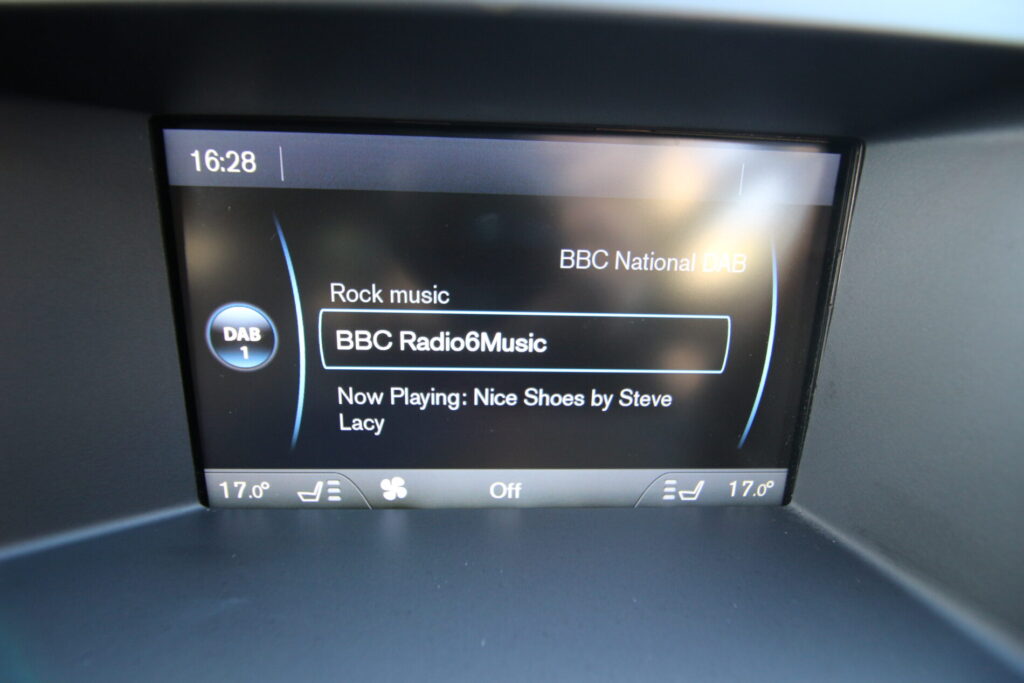 16:28
BBC National DAB
Rock music
DAB
1
BBC Radio6Music
Now Playing: Nice Shoes by Steve
Lacy
17.0° Off 17.0°